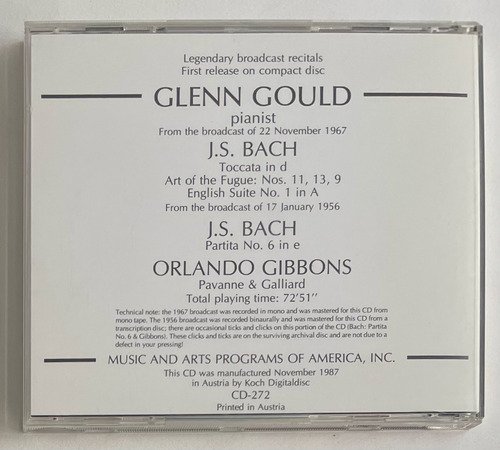 Legendary broadcast recitals
First release on compact disc
GLENN GOULD
pianist
From the broadcast of 22 November 1967
J.S. BACH
Toccata in d
Art of the Fugue: Nos. 11, 13, 9
English Suite No. 1 in A
From the broadcast of 17 January 1956
J.S. BACH
Partita No. 6 in e
ORLANDO GIBBONS
Pavanne & Galliard
Total playing time: 72'51''
Technical note: the 1967 broadcast was recorded in mono and was mastered for this CD from
mono tape. The 1956 broadcast was recorded binaurally and was mastered for this CD from a
transcription disc; there are occasional ticks and clicks on this portion of the CD (Bach: Partita
No. 6 & Gibbons). These clicks and ticks are on the surviving archival disc and are not due to a
defect in your pressing!
MUSIC AND ARTS PROGRAMS OF AMERICA, INC.
This CD was manufactured November 1987
in Austria by Koch Digitaldisc
CD-272
Printed in Austria